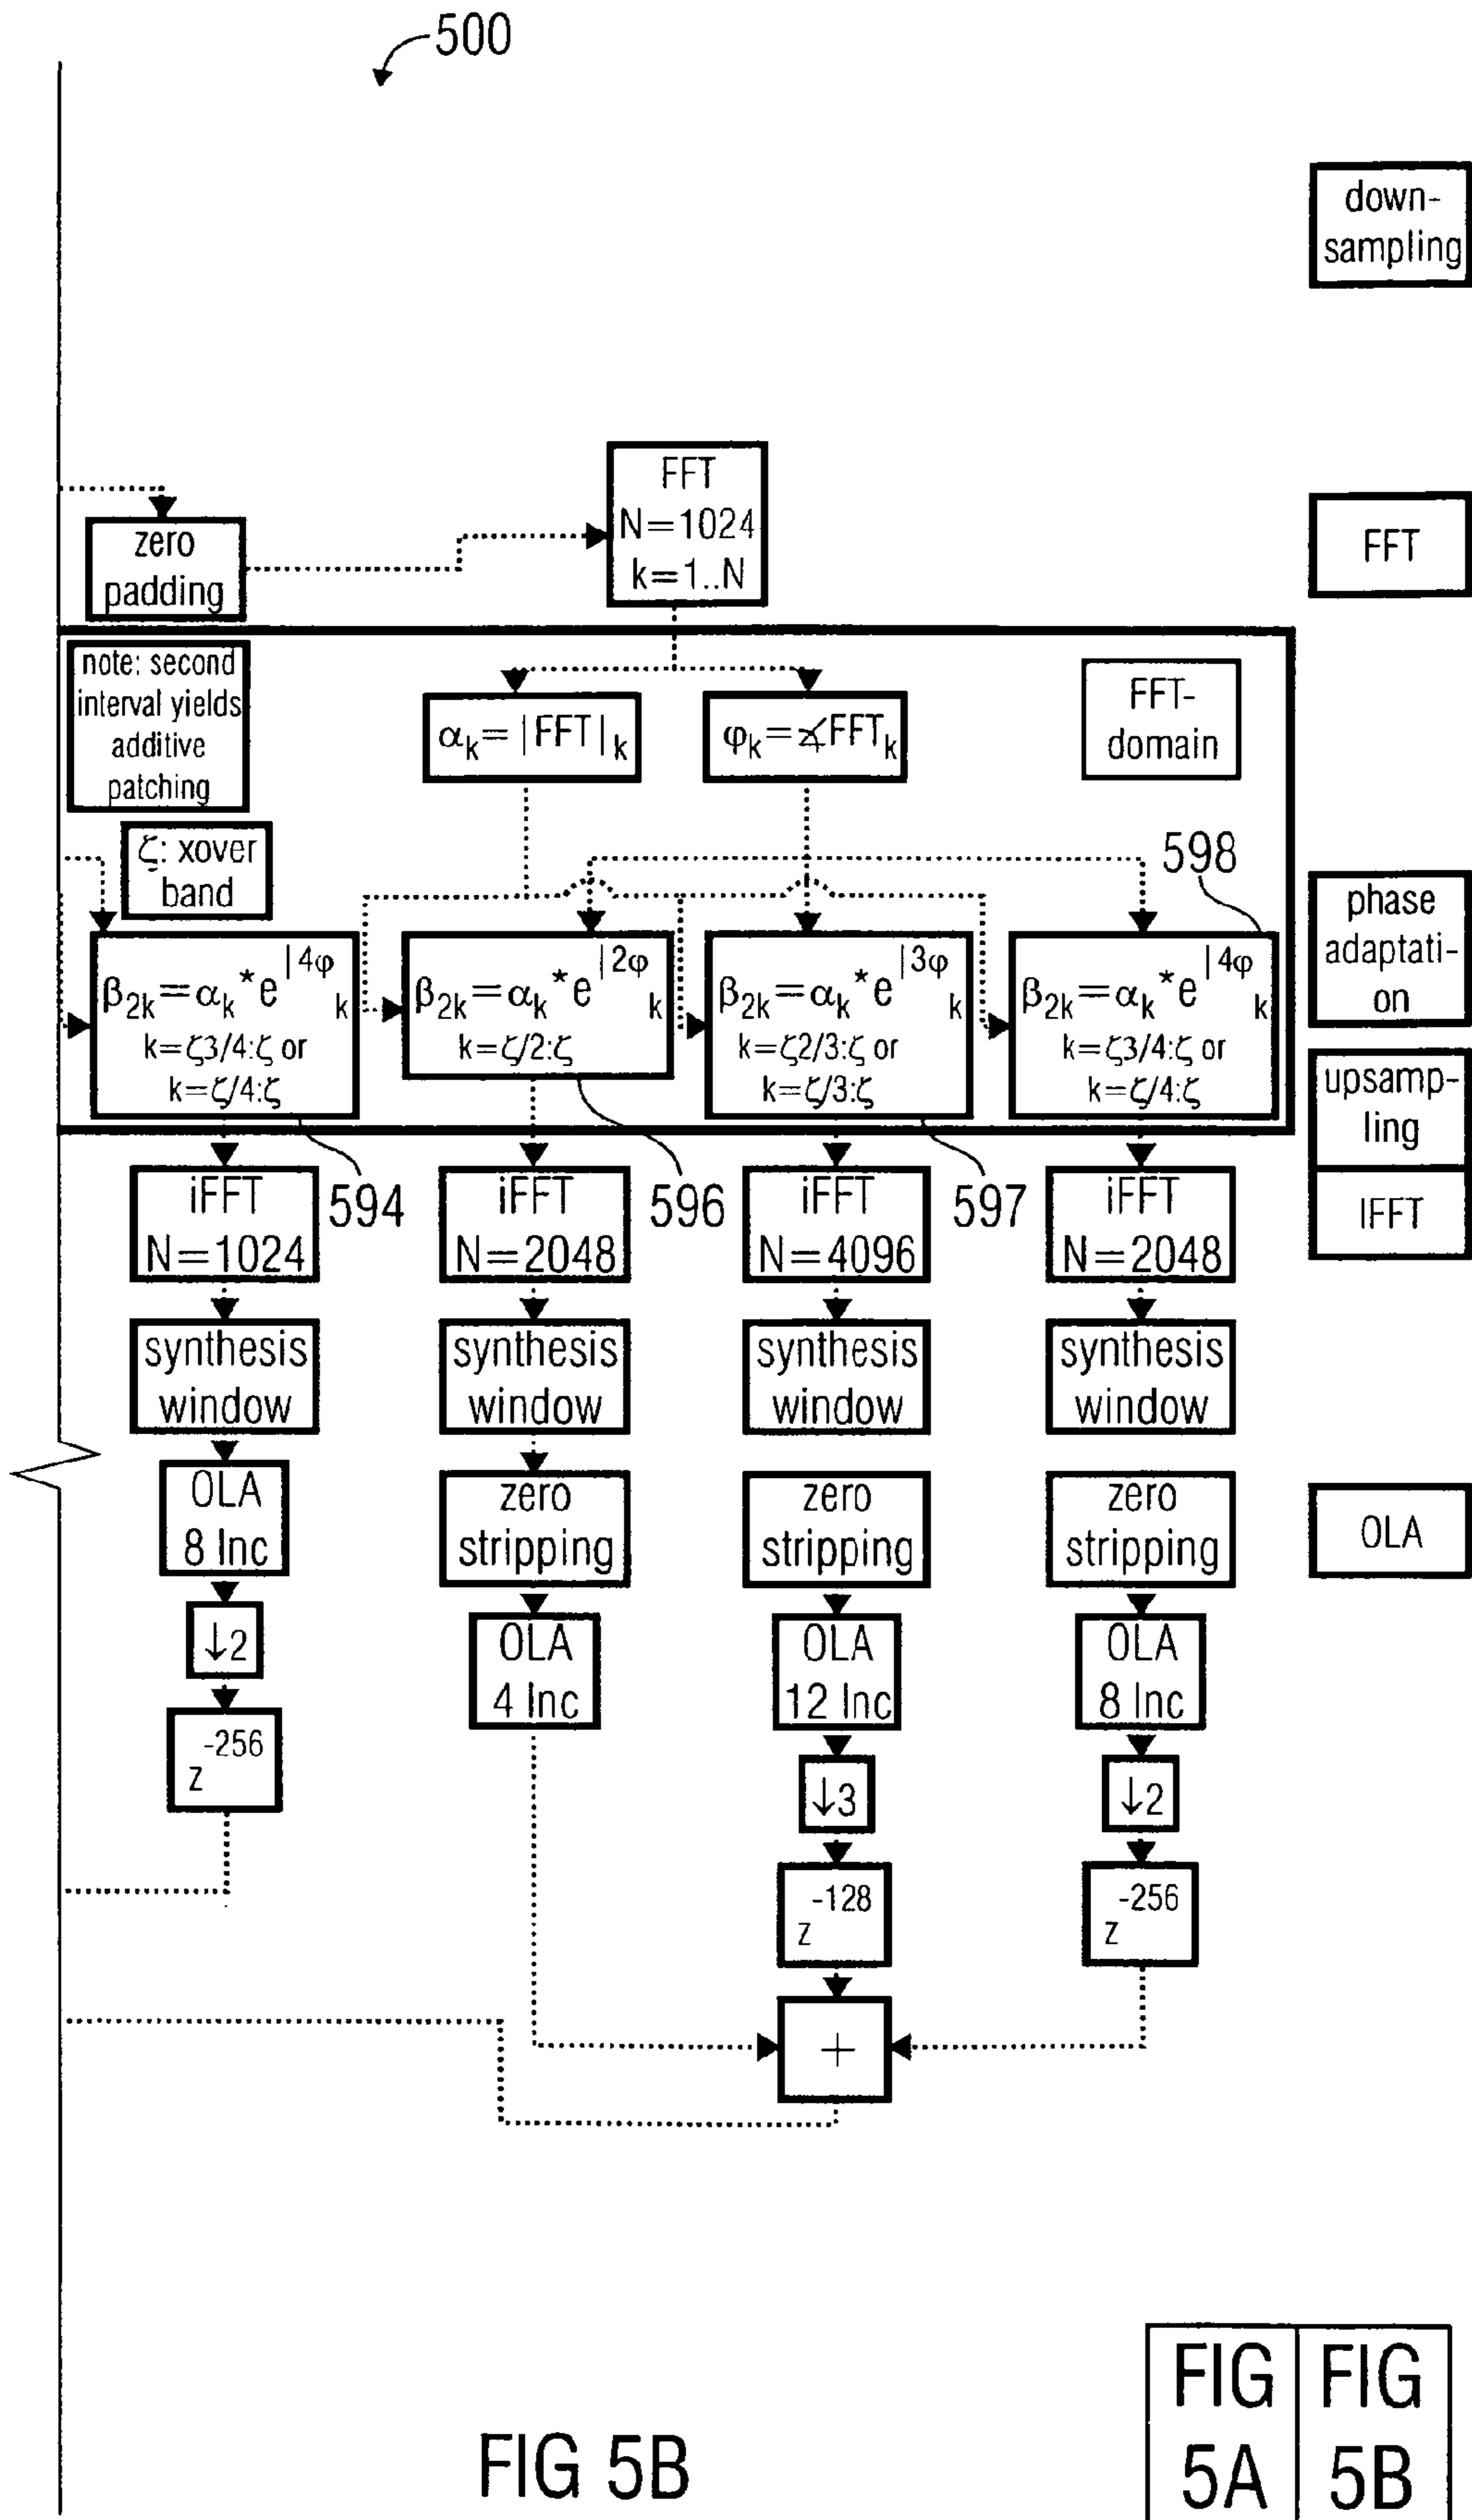 500
down-
sampling
FFT
N=1024
k=1..N
zero
padding
FFT
note: second
interval yields
additive
patching
αk=|FFT|k
φk=∡FFTk
FFT-
domain
ζ: xover
band
598
phase
adaptati-
on
β2k=αk*e|4φk
k=ζ3/4:ζ or
k=ζ/4:ζ
β2k=αk*e|2φk
k=ζ/2:ζ
β2k=αk*e|3φk
k=ζ2/3:ζ or
k=ζ/3:ζ
β2k=αk*e|4φk
k=ζ3/4:ζ or
k=ζ/4:ζ
upsamp-
ling
iFFT
N=1024
594
iFFT
N=2048
596
iFFT
N=4096
597
iFFT
N=2048
IFFT
synthesis
window
synthesis
window
synthesis
window
synthesis
window
OLA
8 Inc
zero
stripping
zero
stripping
zero
stripping
OLA
↓2
OLA
4 Inc
OLA
12 Inc
OLA
8 Inc
z-256
↓3
↓2
z-128
z-256
+
FIG 5B
FIG
5A
FIG
5B